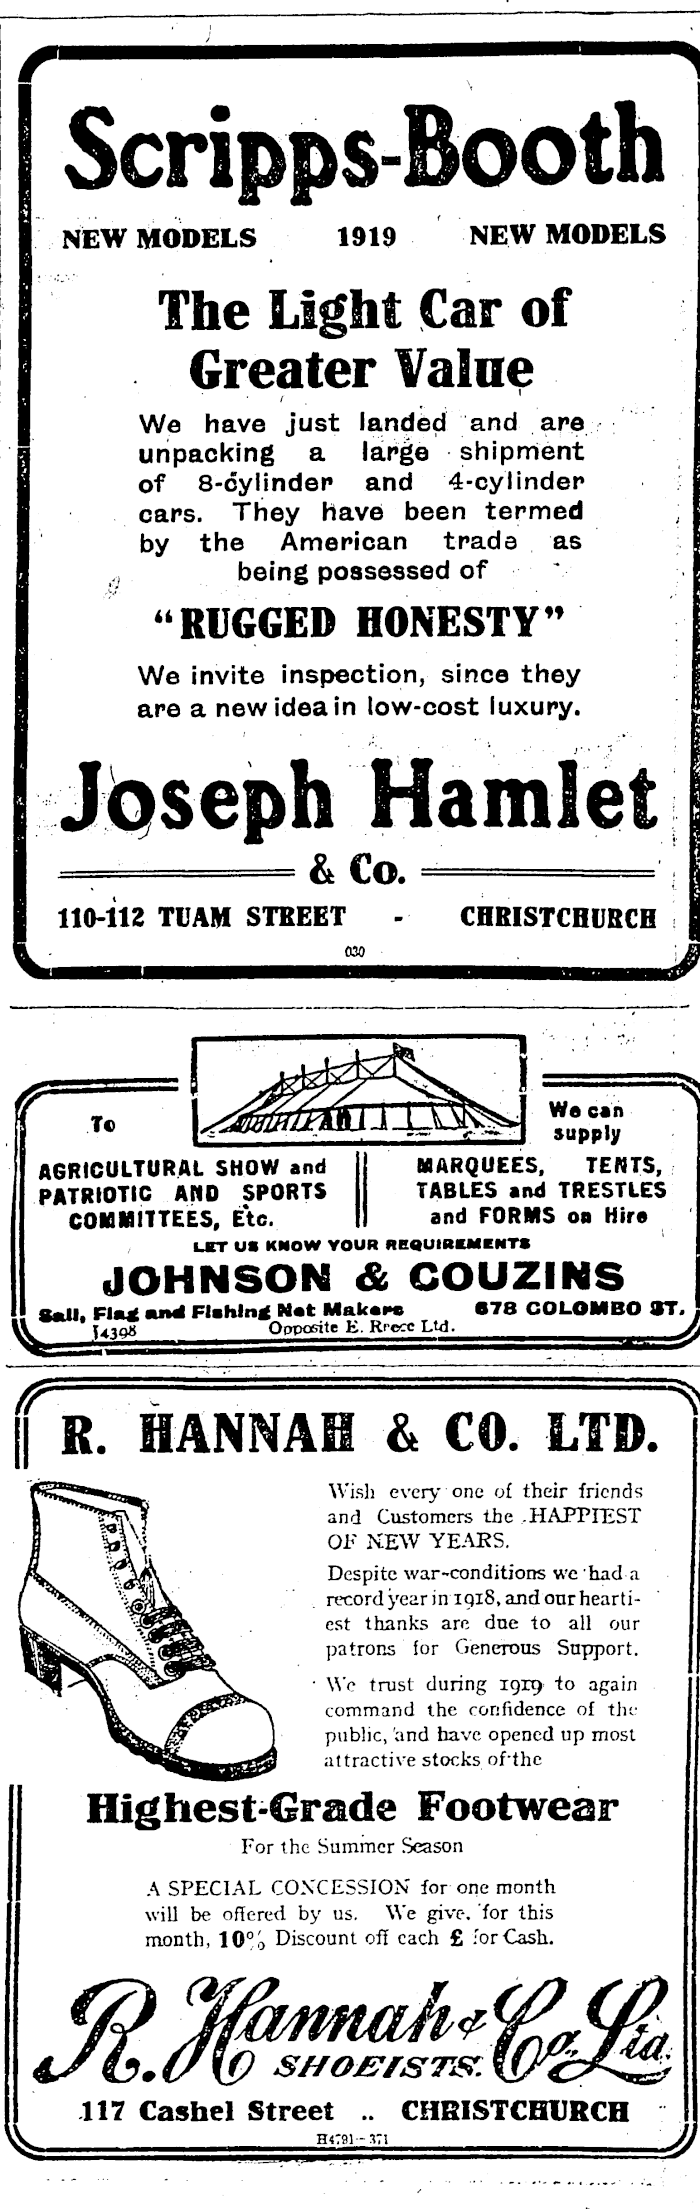 Scripps-Booth
NEW MODELS 1919 NEW MODELS
The Light Car of
Greater Value
We have just landed and are
unpacking a large shipment
of 8-cylinder and 4-cylinder
cars. They have been termed
by the American trade as
being possessed of
"RUGGED HONESTY"
We invite inspection, since they
are a new idea in low-cost luxury.
Joseph Hamlet
& Co.
110-112 TUAM STREET - CHRISTCHURCH
030
To
AGRICULTURAL SHOW and
PATRIOTIC AND SPORTS
COMMITTEES, Etc.
We can
supply
MARQUEES, TENTS,
TABLES and TRESTLES
and FORMS on Hire
LET US KNOW YOUR REQUIREMENTS
JOHNSON & COUZINS
Sail, Flag and Fishing Net Makers 678 COLOMBO ST.
J4398 Opposite E. Reece Ltd.
R. HANNAH & CO. LTD.
Wish every one of their friends
and Customers the HAPPIEST
OF NEW YEARS.
Despite war-conditions we had a
record year in 1918, and our hearti-
est thanks are due to all our
patrons for Generous Support.
We trust during 1919 to again
command the confidence of the
public, and have opened up most
attractive stocks of the
Highest-Grade Footwear
For the Summer Season
A SPECIAL CONCESSION for one month
will be offered by us. We give, for this
month, 10% Discount off each £ for Cash.
R. Hannah & Co. Ltd.
SHOEISTS.
117 Cashel Street .. CHRISTCHURCH
H4791-371